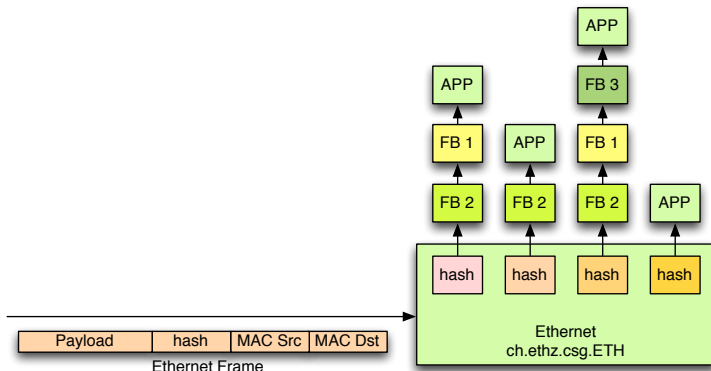 APP
APP FB 3
FB 1 APP FB 1
FB 2 FB 2 FB 2 APP
hash hash hash hash
Ethernet
ch.ethz.csg.ETH
Payload hash MAC Src MAC Dst
Ethernet Frame